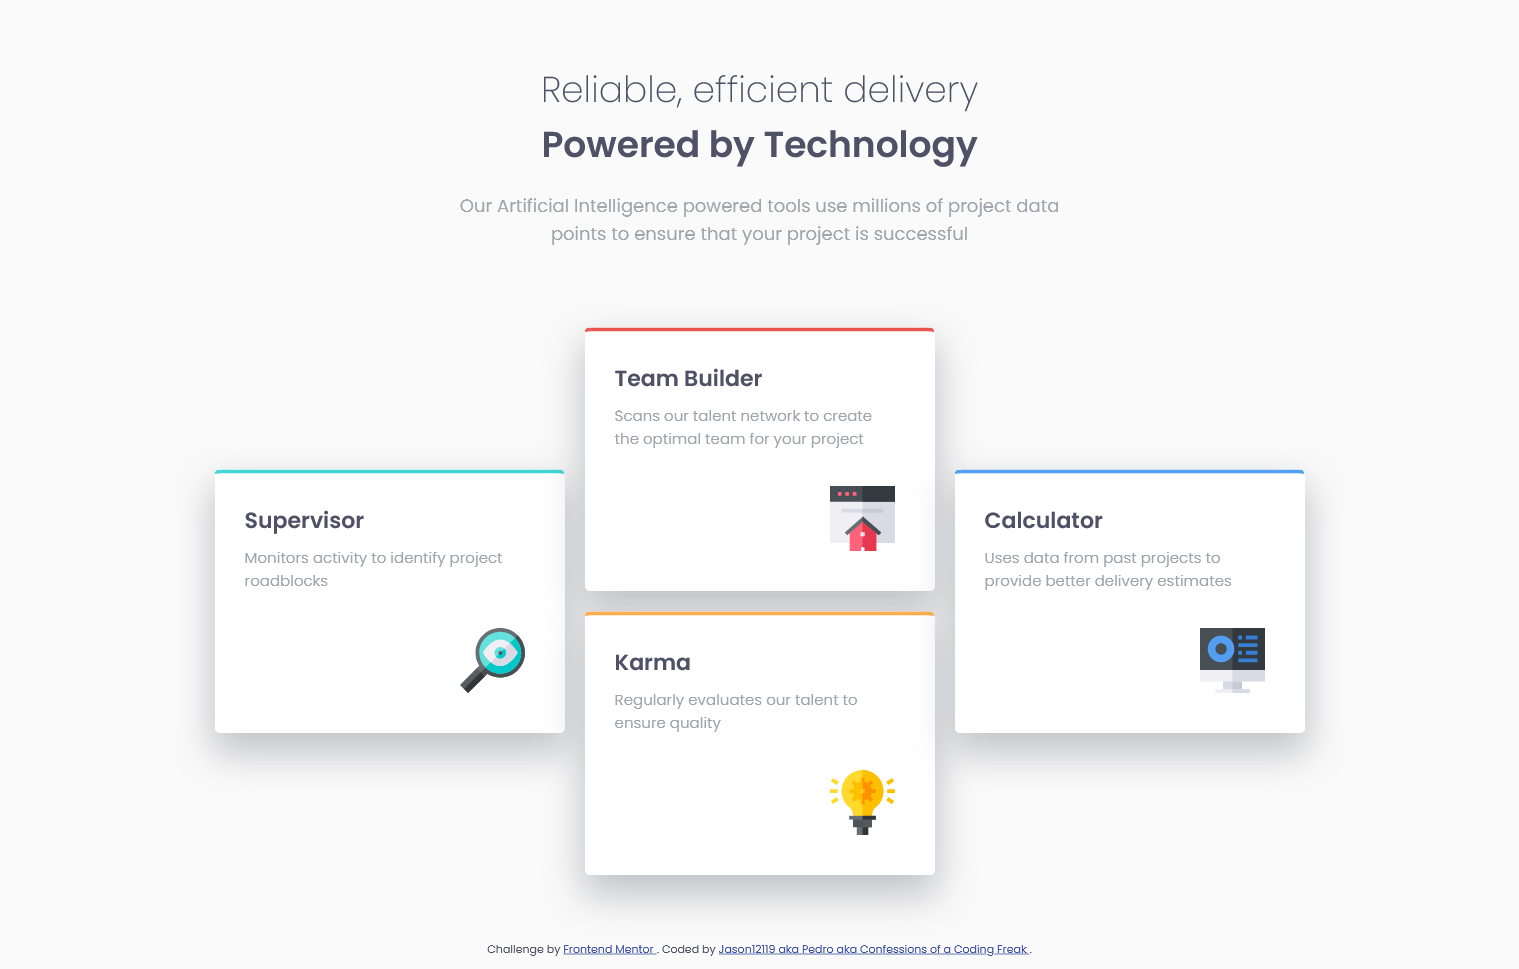 Reliable, efficient delivery
Powered by Technology
Our Artificial Intelligence powered tools use millions of project data
points to ensure that your project is successful
Team Builder
Scans our talent network to create
the optimal team for your project
Supervisor
Monitors activity to identify project
roadblocks
Calculator
Uses data from past projects to
provide better delivery estimates
Karma
Regularly evaluates our talent to
ensure quality
Challenge by Frontend Mentor . Coded by Jason12119 aka Pedro aka Confessions of a Coding Freak .